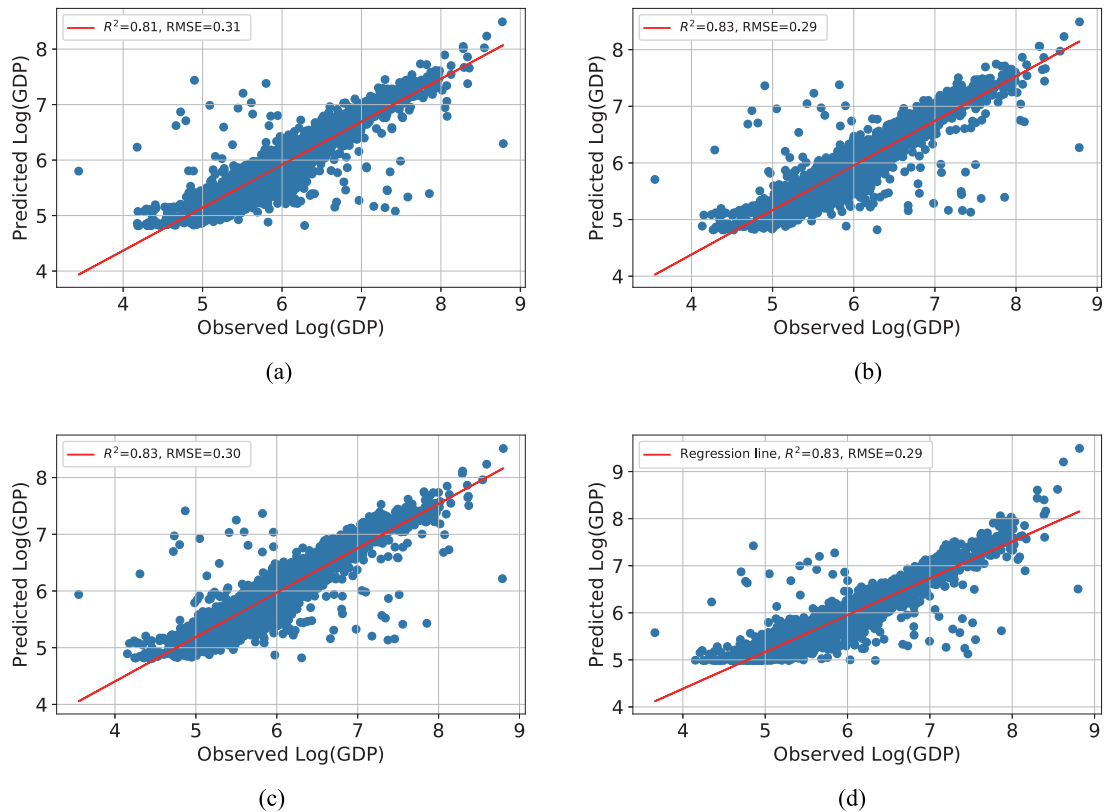 R²=0.81, RMSE=0.31
Predicted Log(GDP)
8
7
6
5
4
4 5 6 7 8 9
Observed Log(GDP)
(a)
R²=0.83, RMSE=0.29
Predicted Log(GDP)
8
7
6
5
4
4 5 6 7 8 9
Observed Log(GDP)
(b)
R²=0.83, RMSE=0.30
Predicted Log(GDP)
8
7
6
5
4
4 5 6 7 8 9
Observed Log(GDP)
(c)
Regression line, R²=0.83, RMSE=0.29
Predicted Log(GDP)
9
8
7
6
5
4
4 5 6 7 8 9
Observed Log(GDP)
(d)